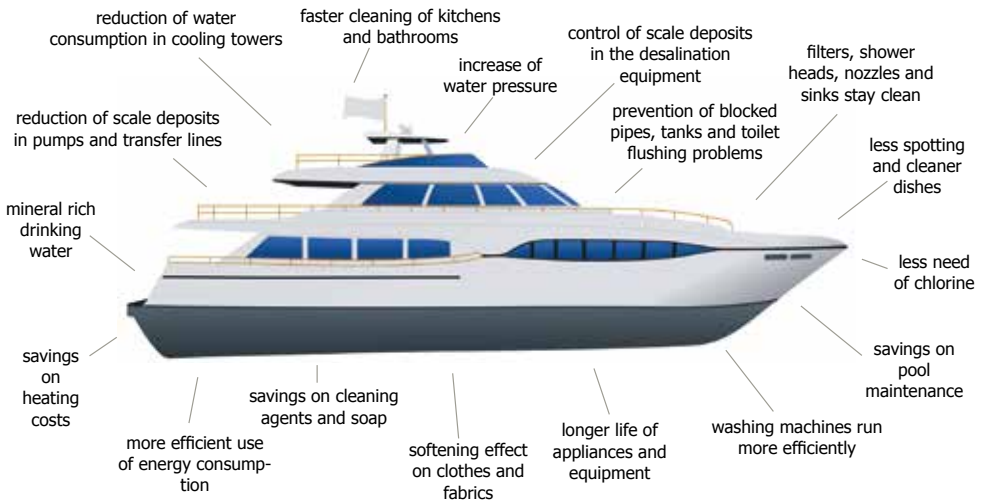 reduction of water
consumption in cooling towers
faster cleaning of kitchens
and bathrooms
increase of
water pressure
control of scale deposits
in the desalination
equipment
filters, shower
heads, nozzles and
sinks stay clean
reduction of scale deposits
in pumps and transfer lines
prevention of blocked
pipes, tanks and toilet
flushing problems
less spotting
and cleaner
dishes
mineral rich
drinking
water
less need
of chlorine
savings
on
heating
costs
savings on
pool
maintenance
more efficient use
of energy consump-
tion
savings on cleaning
agents and soap
softening effect
on clothes and
fabrics
longer life of
appliances and
equipment
washing machines run
more efficiently